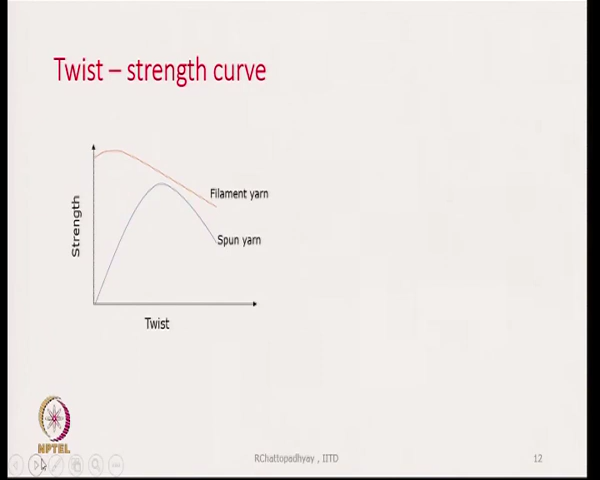 Twist – strength curve
Strength
Filament yarn
Spun yarn
Twist
NPTEL
RChattopadhyay , IITD
12